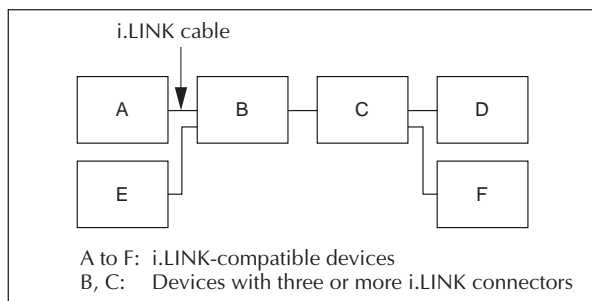 i.LINK cable
A B C D
E F
A to F: i.LINK-compatible devices
B, C: Devices with three or more i.LINK connectors